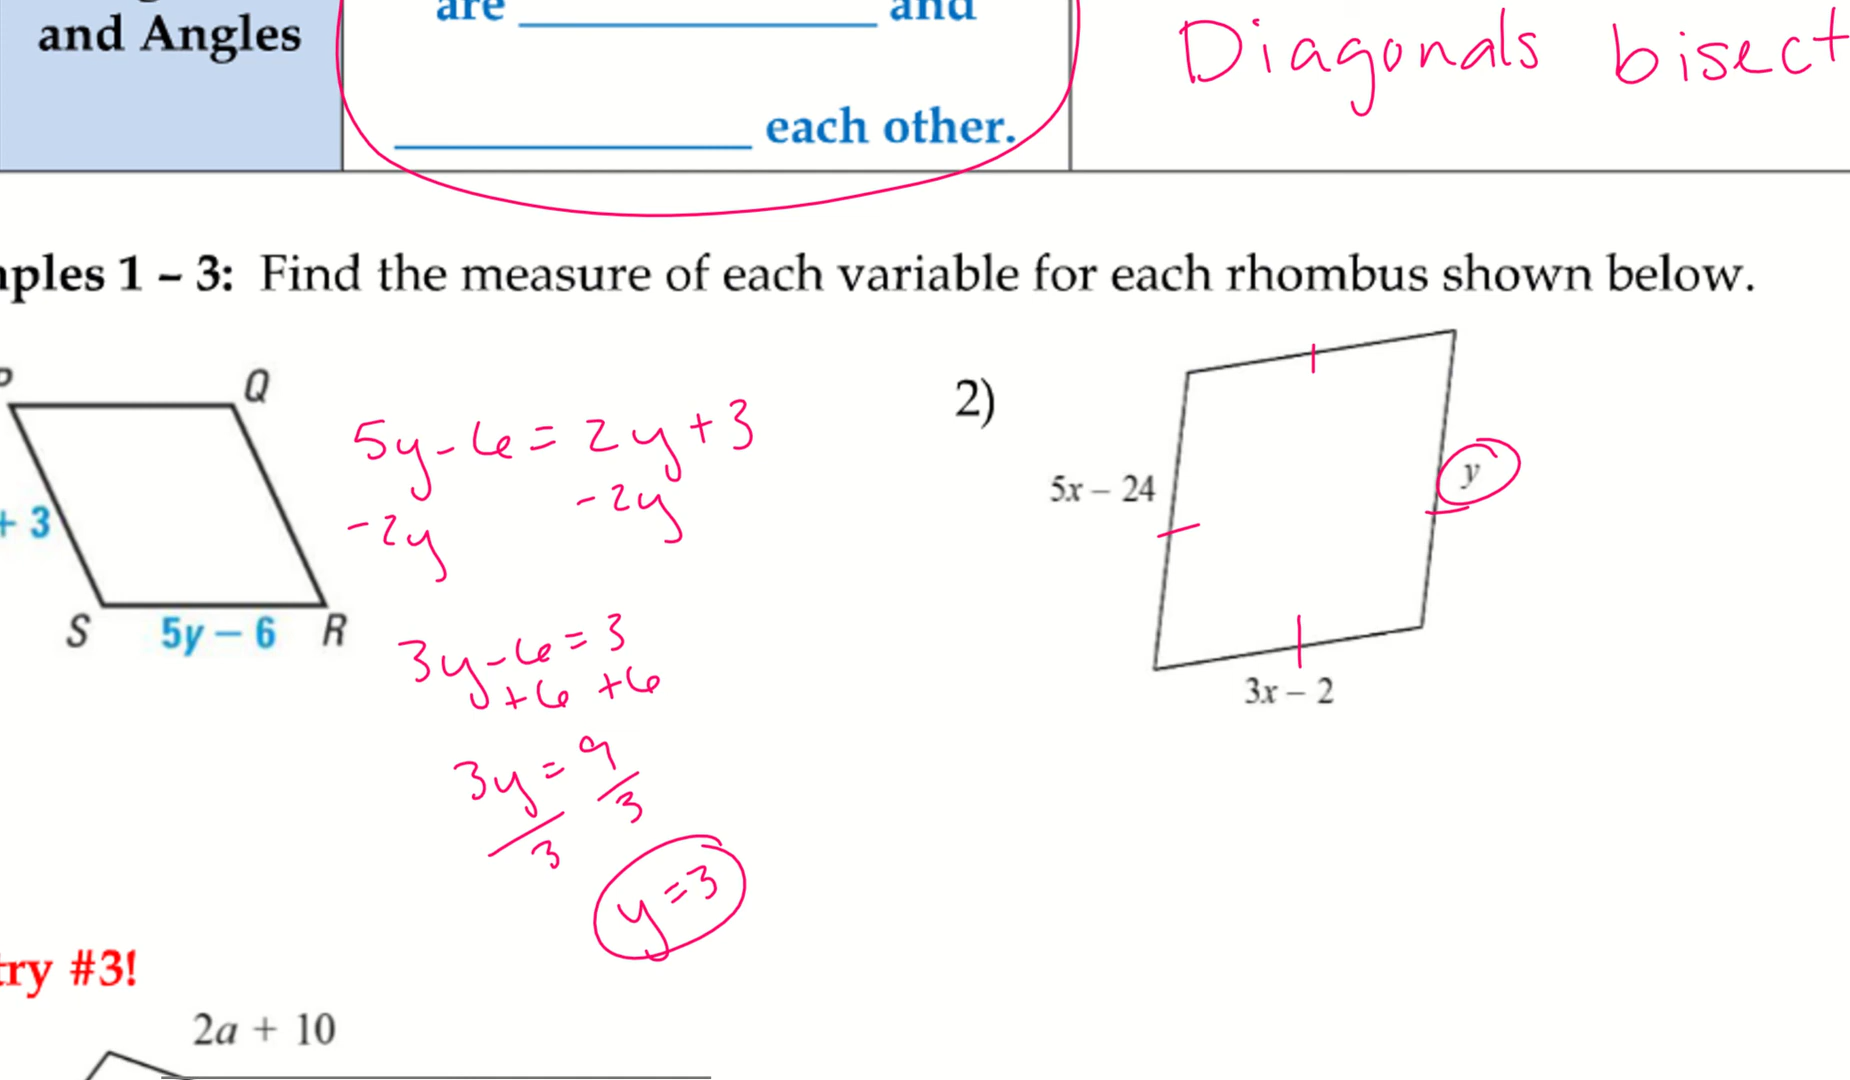 are ________ and
and Angles
Diagonals bisect
________ each other.
ples 1 – 3: Find the measure of each variable for each rhombus shown below.
Q
2)
5y-6=2y+3
-2y -2y
y
5x – 24
+ 3
S 5y – 6 R
3y-6=3
+6 +6
3x – 2
3y=9
3 3
y=3
ry #3!
2a + 10